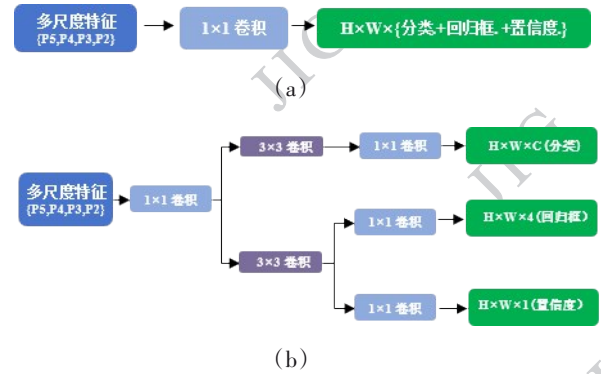 多尺度特征
{P5,P4,P3,P2}
1×1 卷积
H×W×{分类.+回归框.+置信度.}
(a)
3×3 卷积
1×1 卷积
H×W×C(分类)
多尺度特征
{P5,P4,P3,P2}
1×1 卷积
1×1 卷积
H×W×4(回归框)
3×3 卷积
1×1 卷积
H×W×1(置信度)
(b)
JIG
JIG